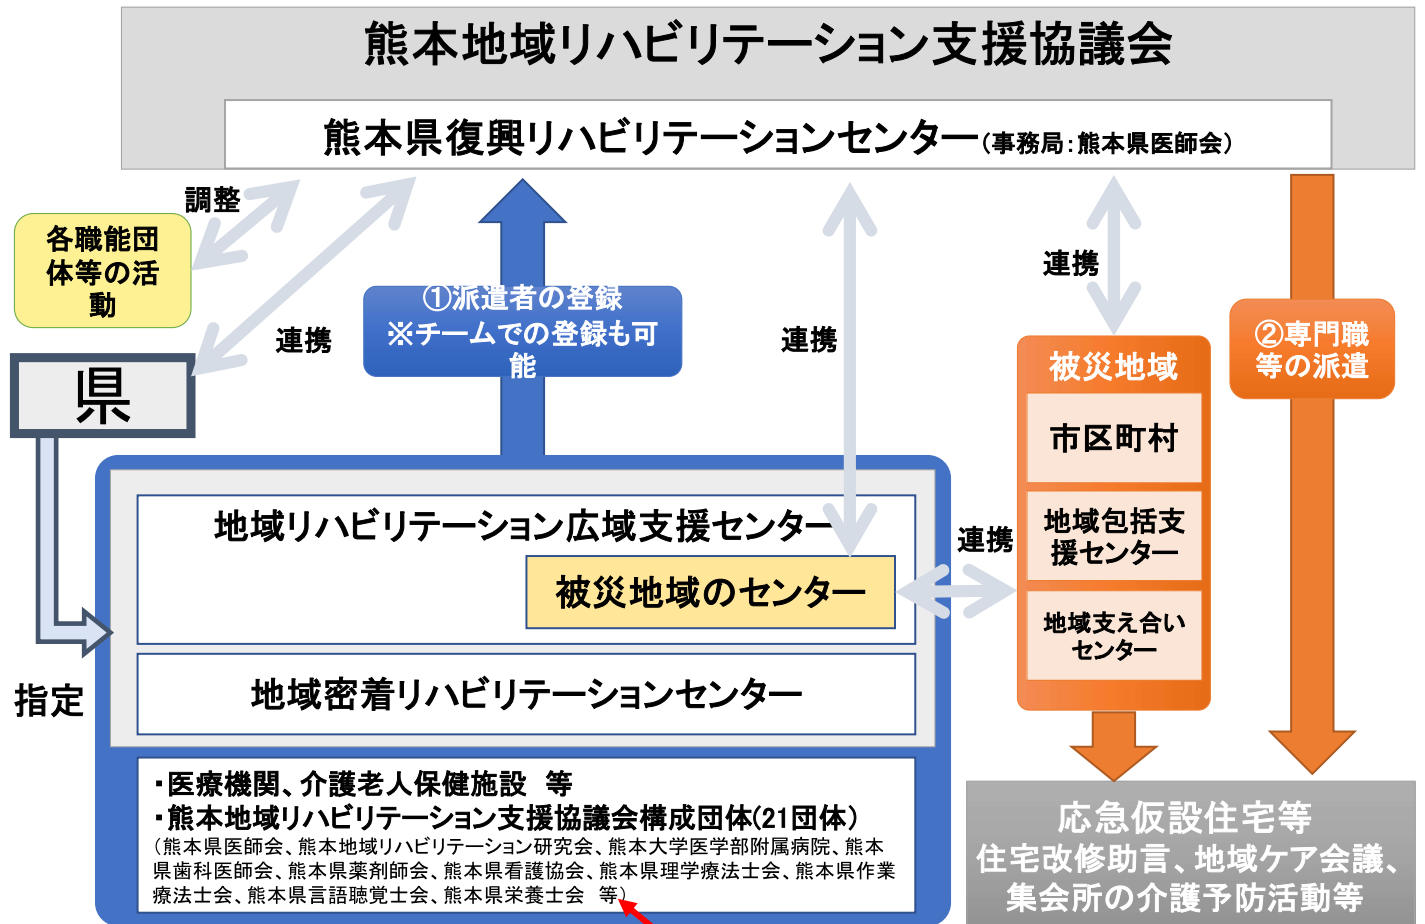 熊本地域リハビリテーション支援協議会
熊本県復興リハビリテーションセンター(事務局:熊本県医師会)
調整
各職能団
体等の活
動
連携
県
指定
①派遣者の登録
※チームでの登録も可
能
連携
連携
②専門職
等の派遣
被災地域
市区町村
地域包括支
援センター
地域支え合い
センター
連携
地域リハビリテーション広域支援センター
被災地域のセンター
地域密着リハビリテーションセンター
・医療機関、介護老人保健施設　等
・熊本地域リハビリテーション支援協議会構成団体(21団体)
(熊本県医師会、熊本地域リハビリテーション研究会、熊本大学医学部附属病院、熊本
県歯科医師会、熊本県薬剤師会、熊本県看護協会、熊本県理学療法士会、熊本県作業
療法士会、熊本県言語聴覚士会、熊本県栄養士会　等)
応急仮設住宅等
住宅改修助言、地域ケア会議、
集会所の介護予防活動等